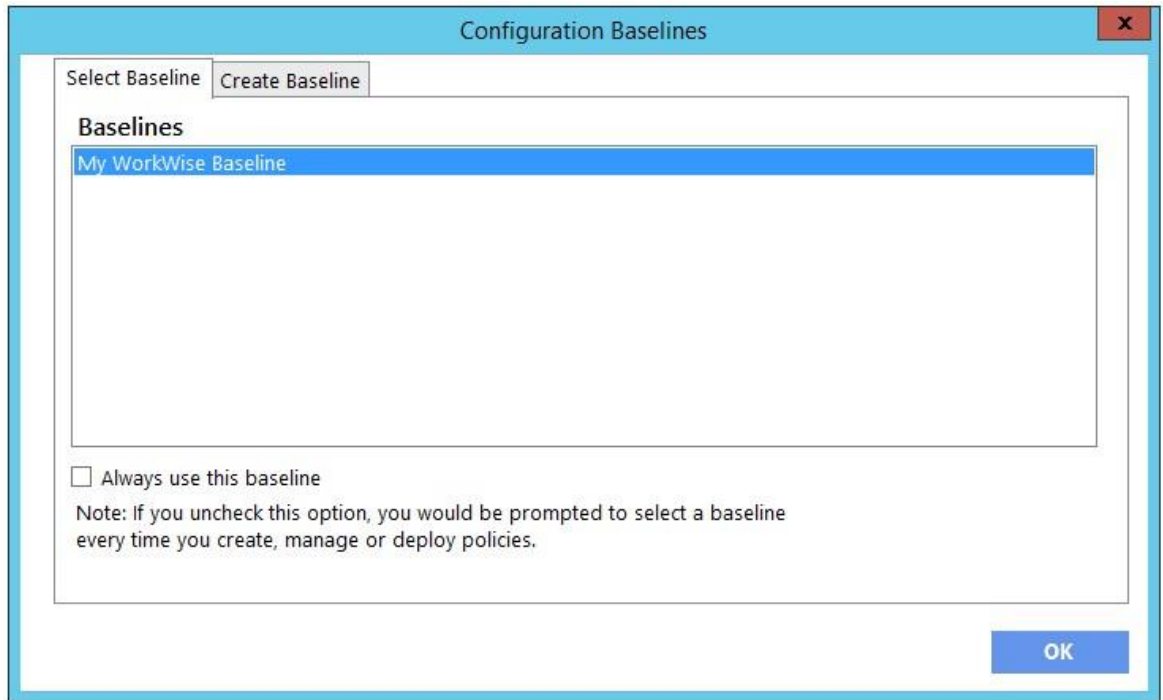 Configuration Baselines
x
Select Baseline
Create Baseline
Baselines
My WorkWise Baseline
Always use this baseline
Note: If you uncheck this option, you would be prompted to select a baseline
every time you create, manage or deploy policies.
OK